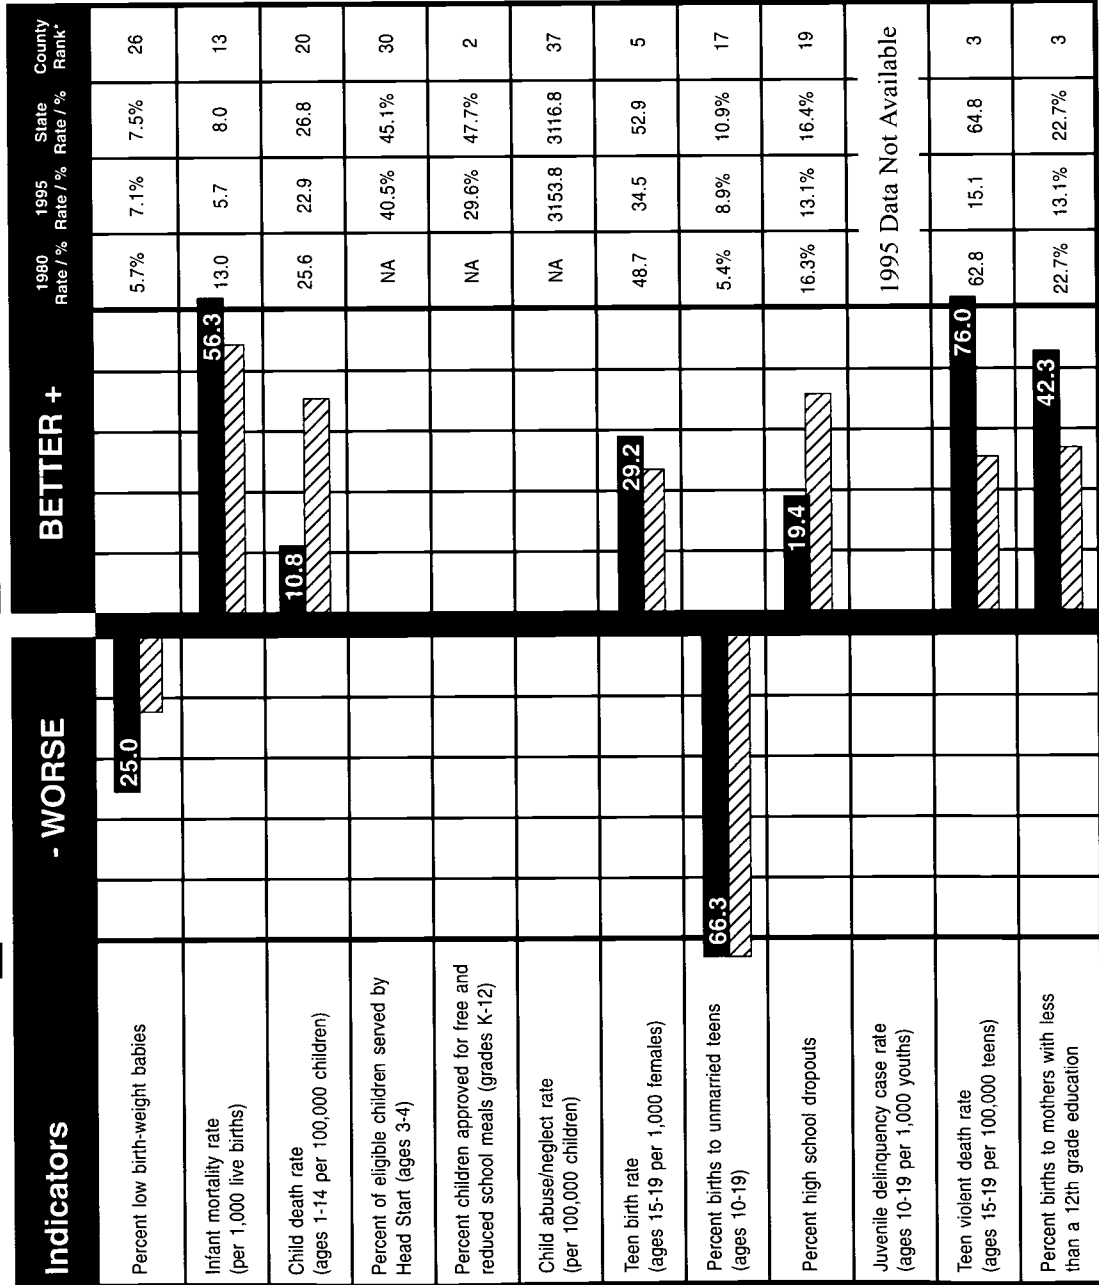 Indicators - WORSE BETTER + 1980 Rate / % 1995 Rate / % State Rate / % County Rank*
Percent low birth-weight babies 25.0 5.7% 7.1% 7.5% 26
Infant mortality rate
(per 1,000 live births) 56.3 13.0 5.7 8.0 13
Child death rate
(ages 1-14 per 100,000 children) 10.8 25.6 22.9 26.8 20
Percent of eligible children served by
Head Start (ages 3-4) NA 40.5% 45.1% 30
Percent children approved for free and
reduced school meals (grades K-12) NA 29.6% 47.7% 2
Child abuse/neglect rate
(per 100,000 children) NA 3153.8 3116.8 37
Teen birth rate
(ages 15-19 per 1,000 females) 29.2 48.7 34.5 52.9 5
Percent births to unmarried teens
(ages 10-19) 66.3 5.4% 8.9% 10.9% 17
Percent high school dropouts 19.4 16.3% 13.1% 16.4% 19
Juvenile delinquency case rate
(ages 10-19 per 1,000 youths) 1995 Data Not Available
Teen violent death rate
(ages 15-19 per 100,000 teens) 76.0 62.8 15.1 64.8 3
Percent births to mothers with less
than a 12th grade education 42.3 22.7% 13.1% 22.7% 3